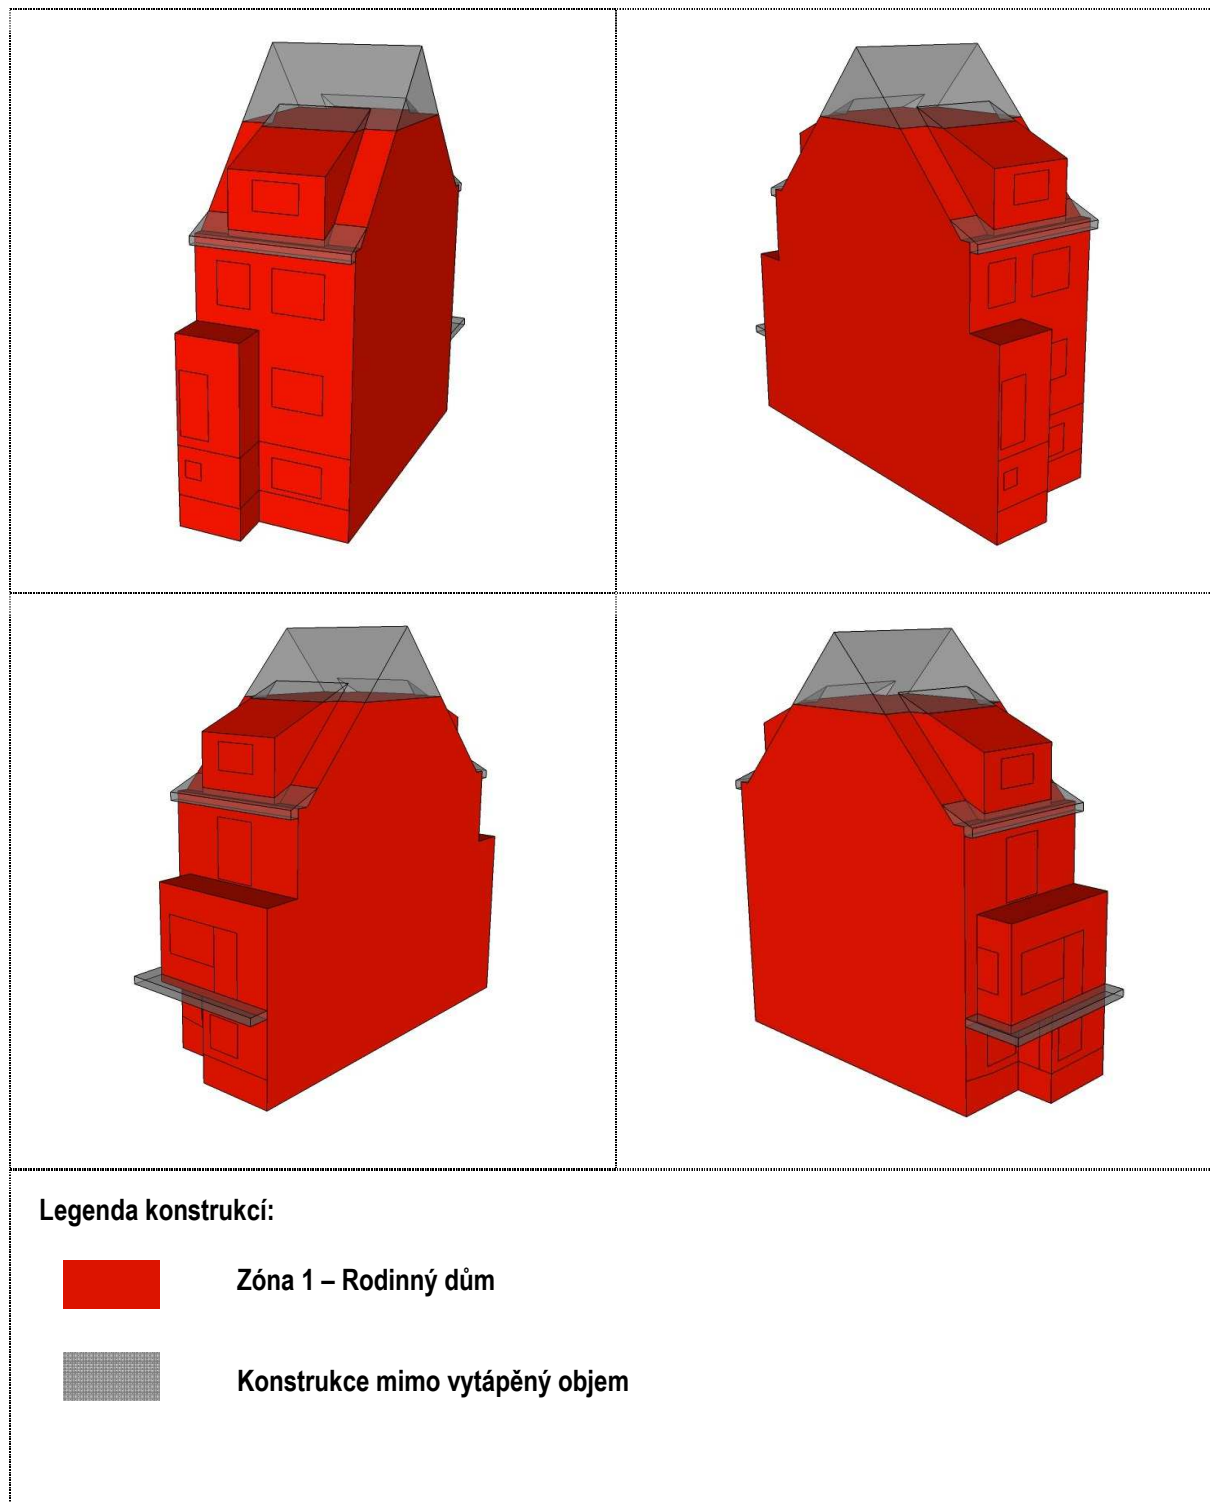 Legenda konstrukcí:
Zóna 1 – Rodinný dům
Konstrukce mimo vytápěný objem